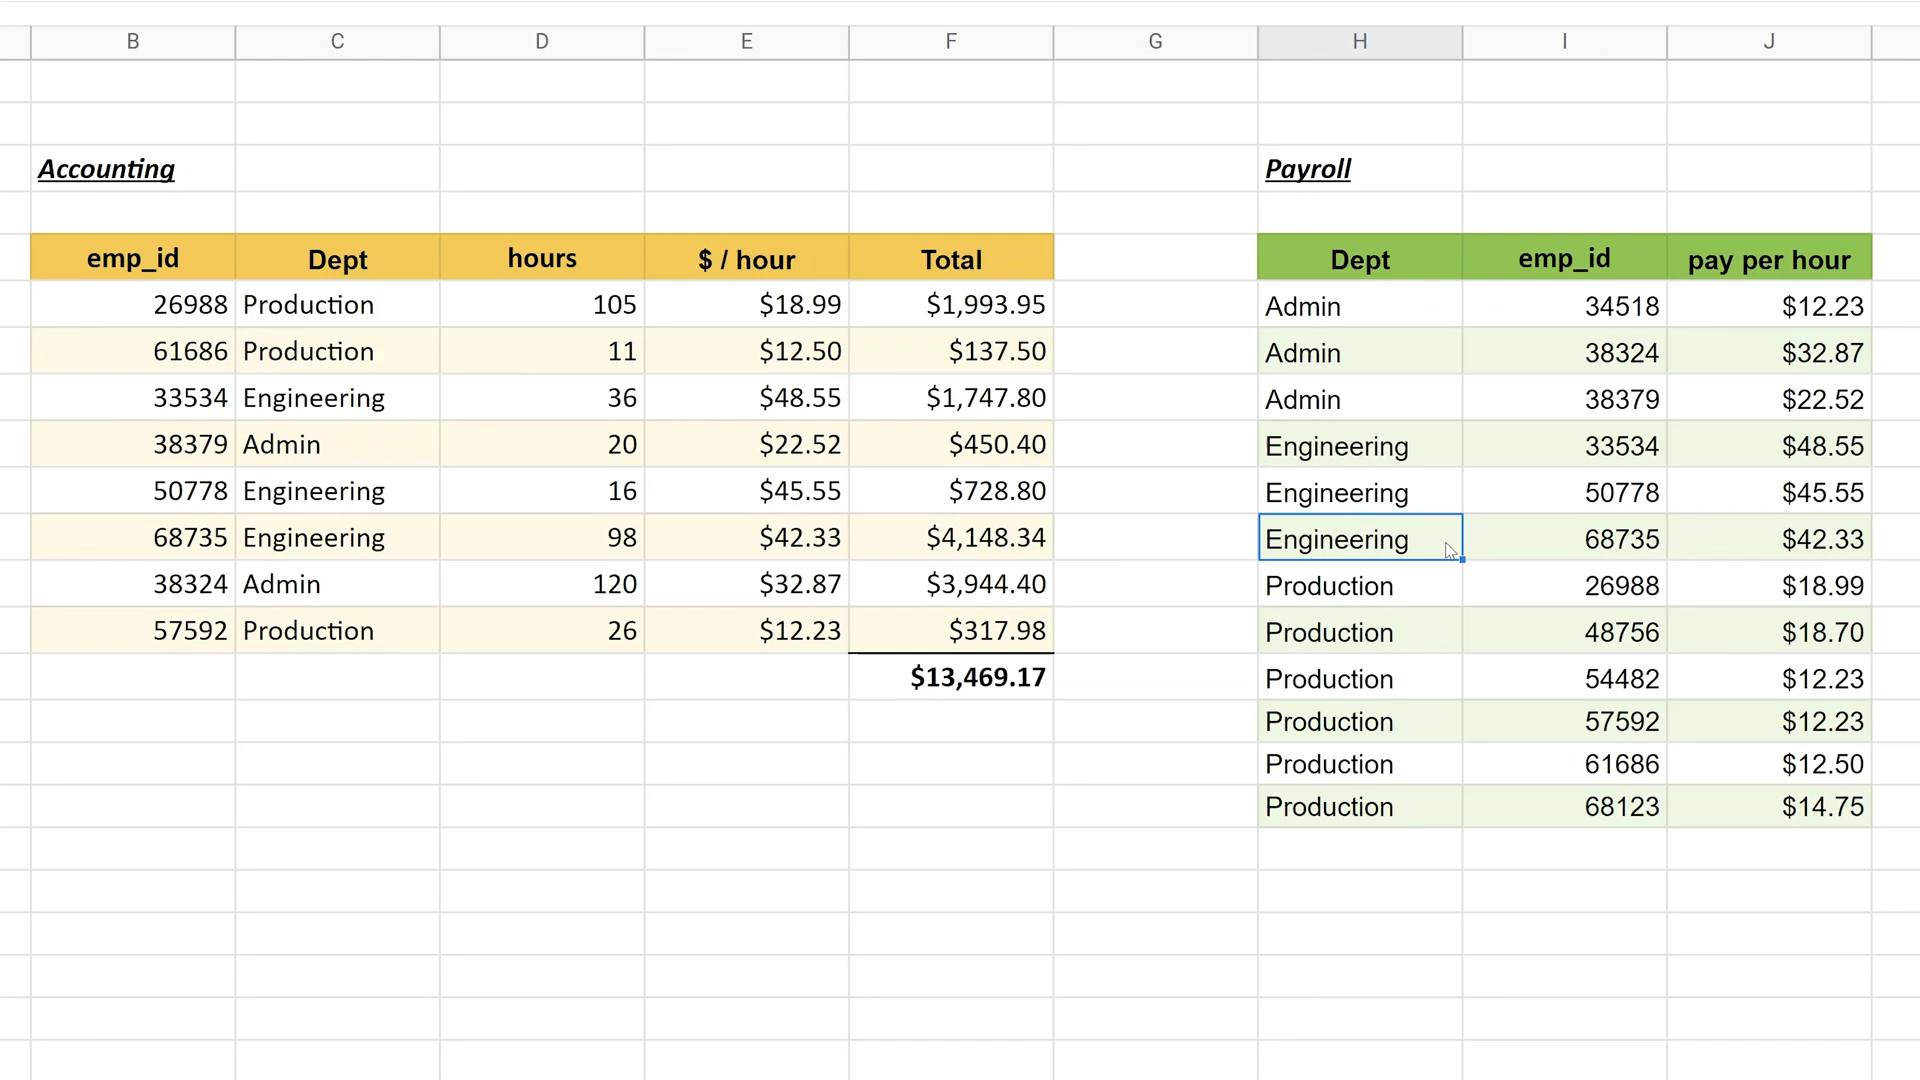 B C D E F G H I J
Accounting Payroll
emp_id Dept hours $ / hour Total Dept emp_id pay per hour
26988 Production 105 $18.99 $1,993.95 Admin 34518 $12.23
61686 Production 11 $12.50 $137.50 Admin 38324 $32.87
33534 Engineering 36 $48.55 $1,747.80 Admin 38379 $22.52
38379 Admin 20 $22.52 $450.40 Engineering 33534 $48.55
50778 Engineering 16 $45.55 $728.80 Engineering 50778 $45.55
68735 Engineering 98 $42.33 $4,148.34 Engineering 68735 $42.33
38324 Admin 120 $32.87 $3,944.40 Production 26988 $18.99
57592 Production 26 $12.23 $317.98 Production 48756 $18.70
$13,469.17 Production 54482 $12.23
Production 57592 $12.23
Production 61686 $12.50
Production 68123 $14.75